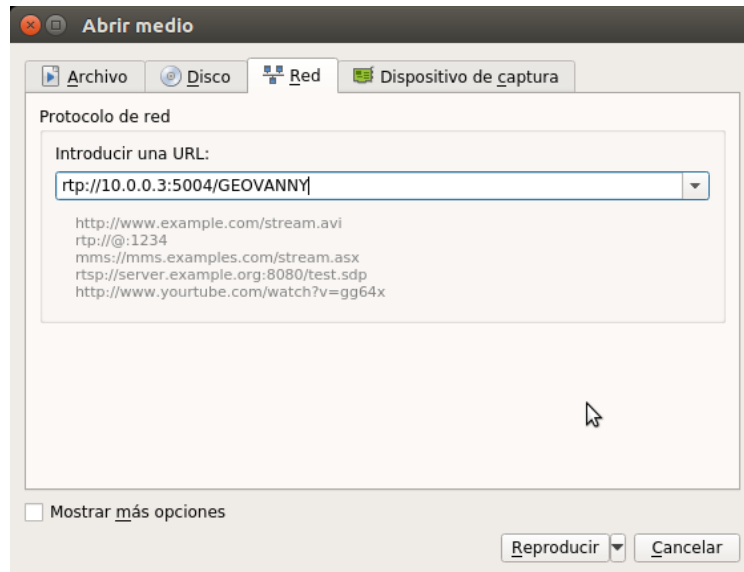 Abrir medio
Archivo Disco Red Dispositivo de captura
Protocolo de red
Introducir una URL:
rtp://10.0.0.3:5004/GEOVANNY
http://www.example.com/stream.avi
rtp://@:1234
mms://mms.examples.com/stream.asx
rtsp://server.example.org:8080/test.sdp
http://www.yourtube.com/watch?v=gg64x
Mostrar más opciones
Reproducir Cancelar